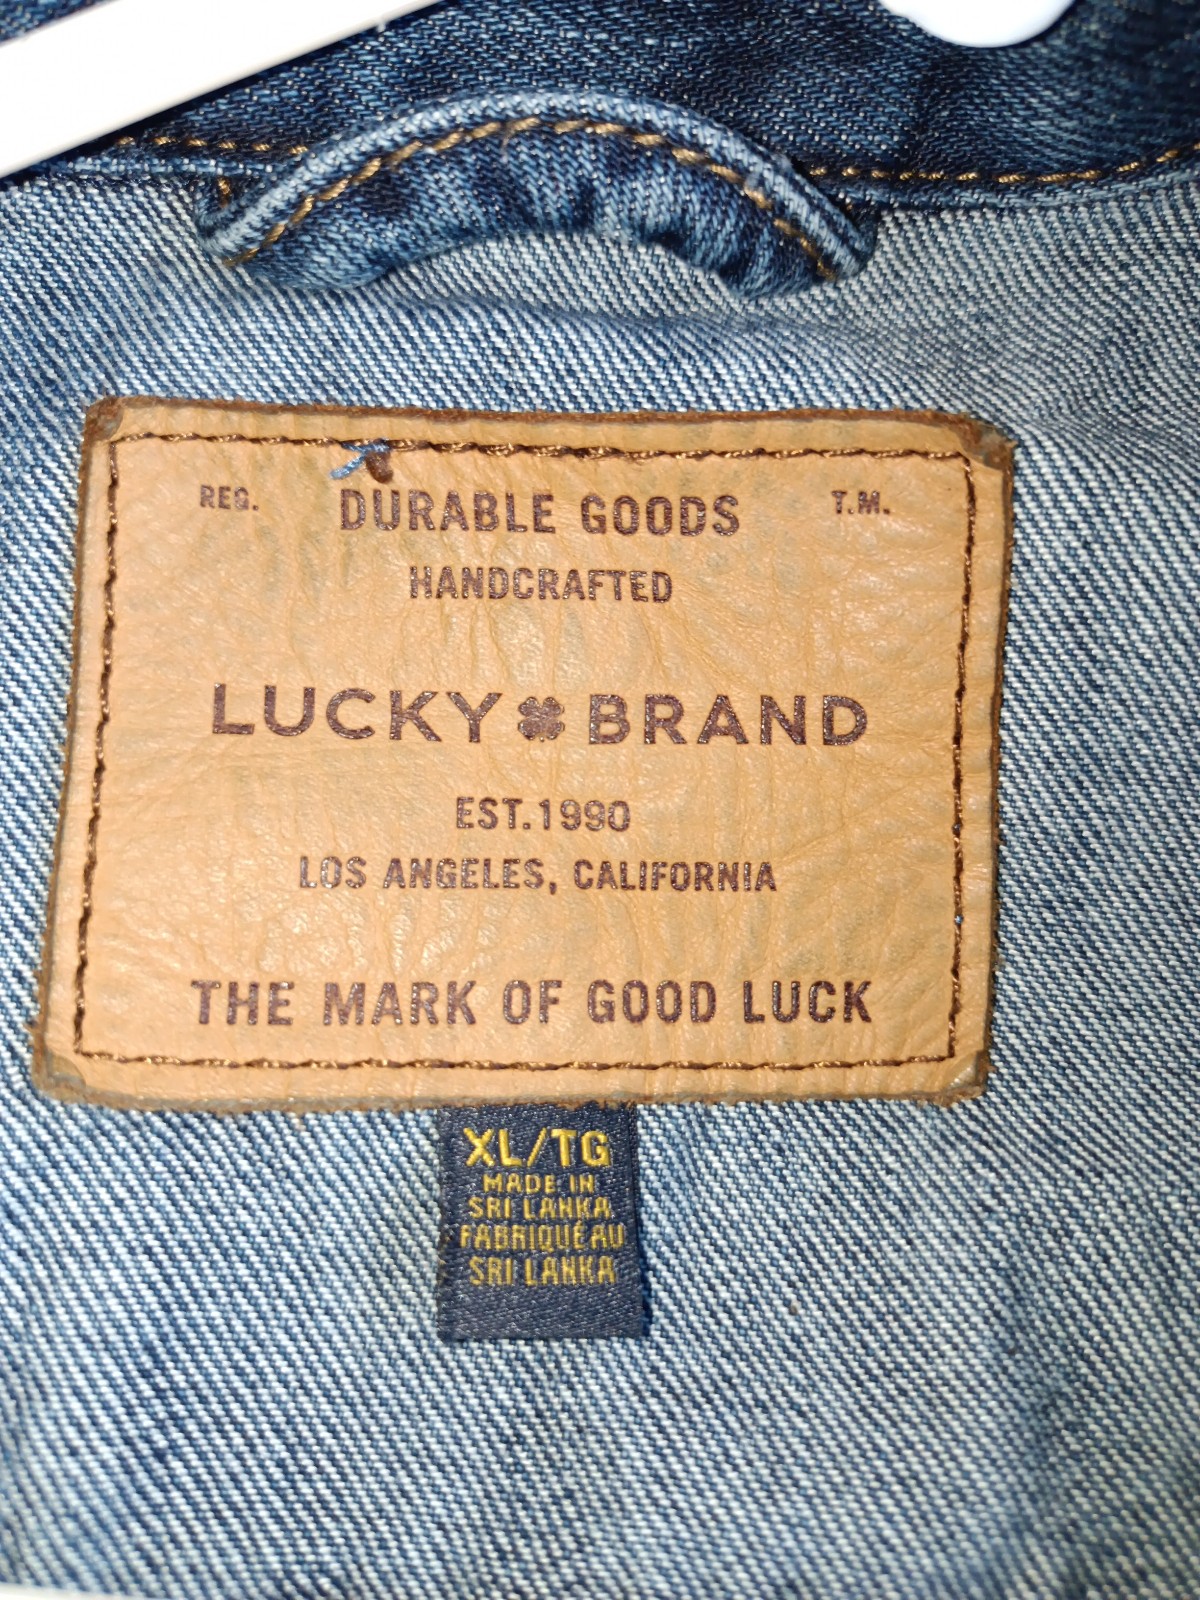 REG. DURABLE GOODS T.M.
HANDCRAFTED
LUCKY BRAND
EST. 1990
LOS ANGELES, CALIFORNIA
THE MARK OF GOOD LUCK
XL/TG
MADE IN
SRI LANKA
FABRIQUÉ AU
SRI LANKA